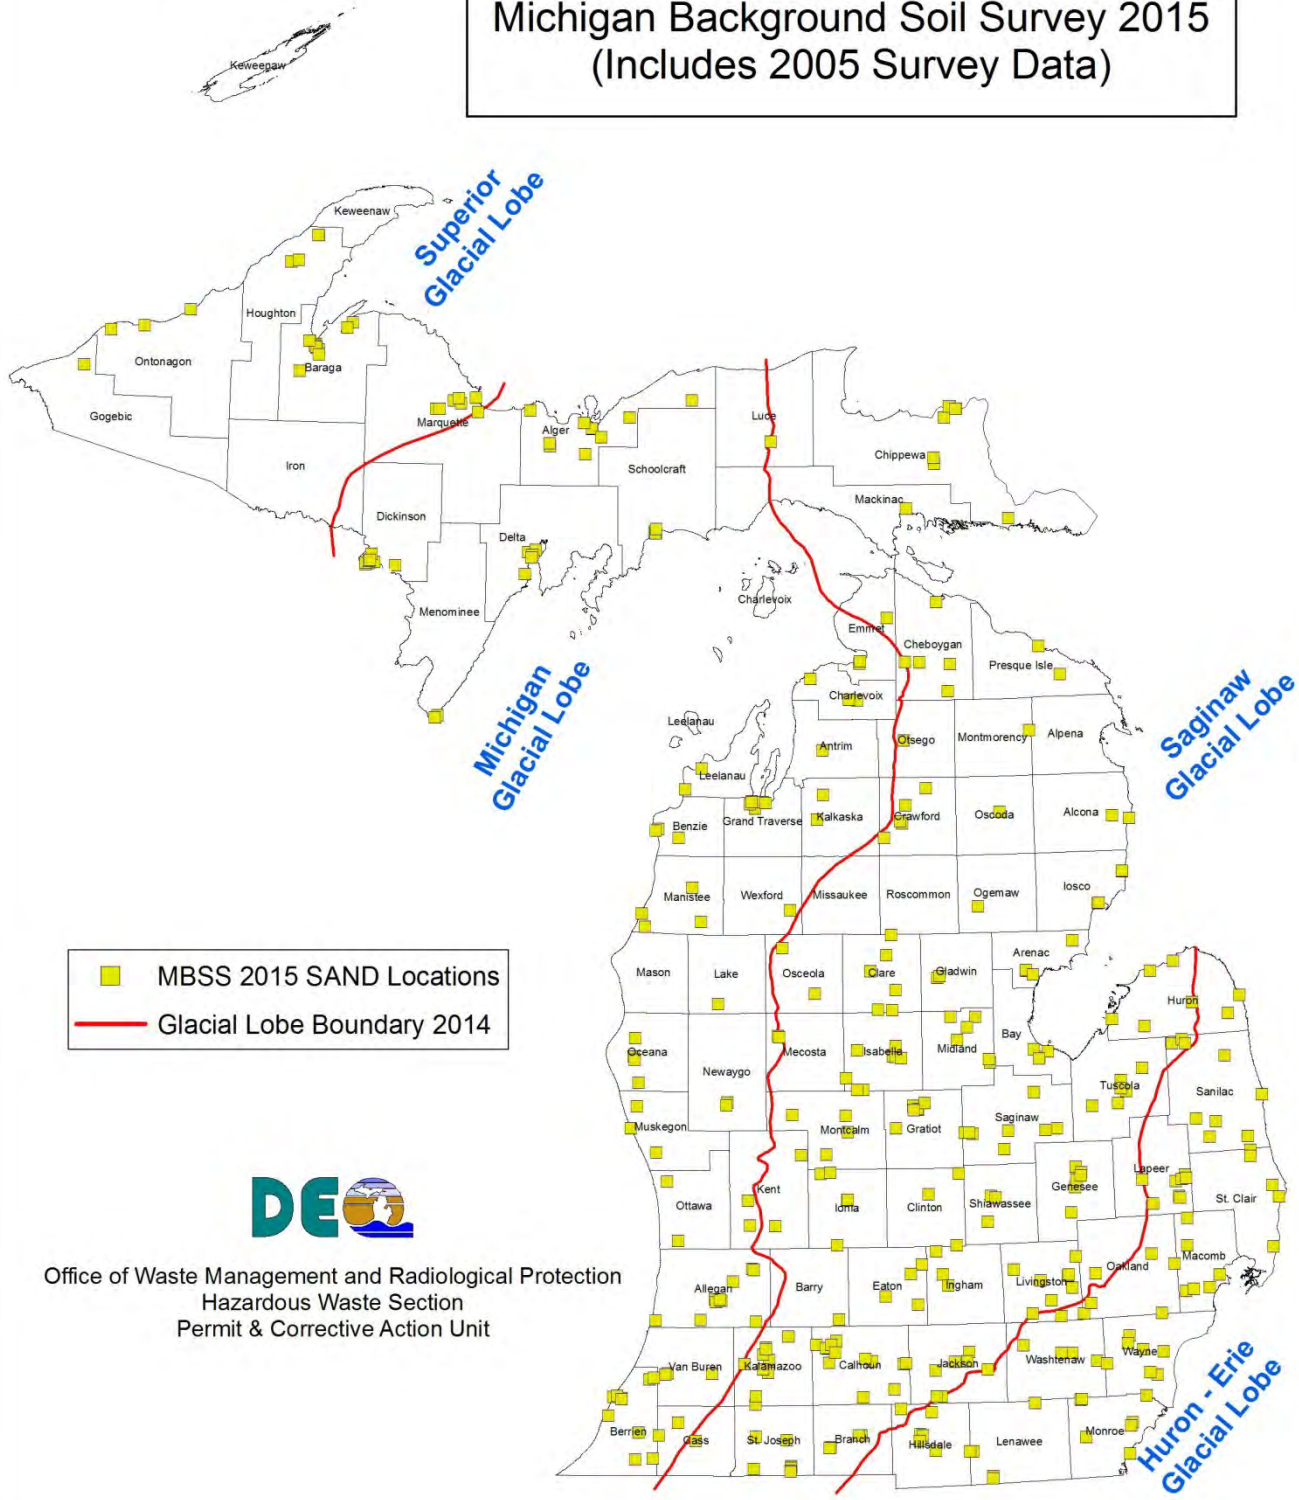 Michigan Background Soil Survey 2015
(Includes 2005 Survey Data)
Keweenaw
Superior
Glacial Lobe
Keweenaw
Houghton
Ontonagon
Baraga
Gogebic
Marquette
Alger
Luce
Iron
Schoolcraft
Chippewa
Mackinac
Dickinson
Delta
Menominee
Charlevoix
Emmet
Cheboygan
Presque Isle
Michigan
Glacial Lobe
Saginaw
Glacial Lobe
Charlevoix
Leelanau
Antrim
Otsego
Montmorency
Alpena
Leelanau
Benzie
Grand Traverse
Kalkaska
Crawford
Oscoda
Alcona
Manistee
Wexford
Missaukee
Roscommon
Ogemaw
Iosco
MBSS 2015 SAND Locations
Glacial Lobe Boundary 2014
Mason
Lake
Osceola
Clare
Gladwin
Arenac
Huron
Oceana
Newaygo
Mecosta
Isabella
Midland
Bay
Tuscola
Sanilac
Muskegon
Montcalm
Gratiot
Saginaw
Lapeer
Genesee
St. Clair
Ottawa
Kent
Ionia
Clinton
Shiawassee
DEQ
Office of Waste Management and Radiological Protection
Hazardous Waste Section
Permit & Corrective Action Unit
Allegan
Barry
Eaton
Ingham
Livingston
Oakland
Macomb
Van Buren
Kalamazoo
Calhoun
Jackson
Washtenaw
Wayne
Berrien
Cass
St. Joseph
Branch
Hillsdale
Lenawee
Monroe
Huron - Erie
Glacial Lobe